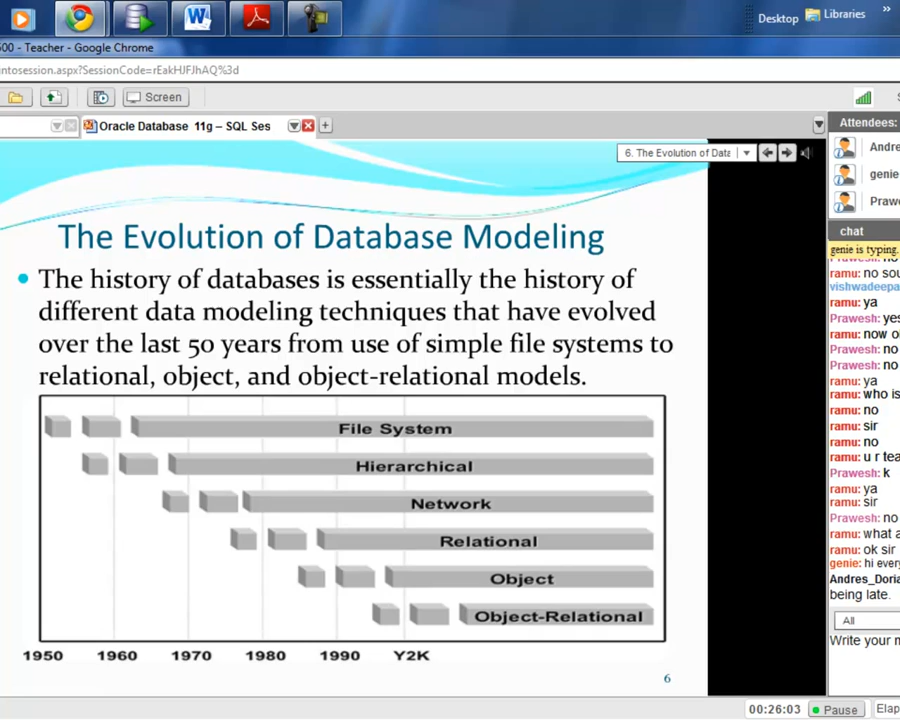 Desktop
Libraries
»
00 - Teacher - Google Chrome
ntosession.aspx?SessionCode=rEakHJFJhAQ%3d
Screen
Oracle Database 11g – SQL Ses
Attendees:
6. The Evolution of Data
Andre
genie
Prawe
chat
genie is typing.
The Evolution of Database Modeling
The history of databases is essentially the history of
different data modeling techniques that have evolved
over the last 50 years from use of simple file systems to
relational, object, and object-relational models.
File System
Hierarchical
Network
Relational
Object
Object-Relational
1950 1960 1970 1980 1990 Y2K
6
ramu: no sou
vishwadeepa
ramu: ya
Prawesh: yes
ramu: now o
Prawesh: no
Prawesh: no
ramu: ya
ramu: who is
ramu: no
ramu: sir
ramu: no
ramu: u r tea
Prawesh: k
ramu: ya
ramu: sir
Prawesh: no
ramu: what a
ramu: ok sir
genie: hi every
Andres_Doria
being late.
All
Write your m
00:26:03 Pause Elap